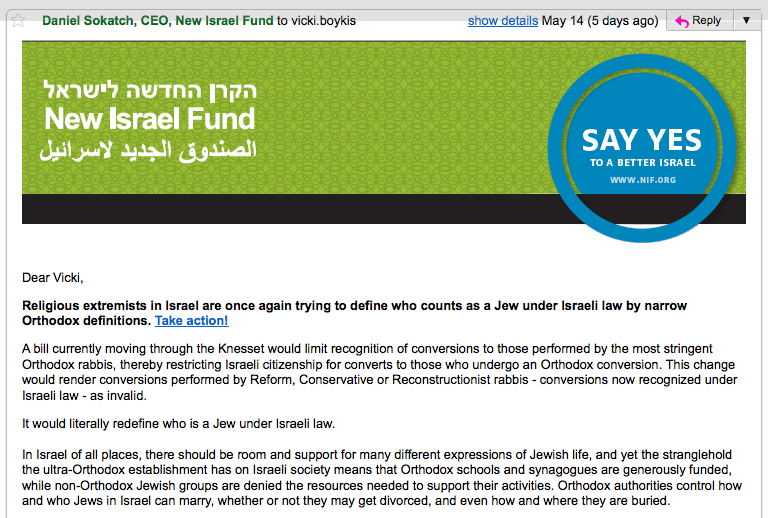 Daniel Sokatch, CEO, New Israel Fund to vicki.boykis show details May 14 (5 days ago) Reply
הקרן החדשה לישראל
New Israel Fund
الصندوق الجديد لاسرائيل
SAY YES
TO A BETTER ISRAEL
WWW.NIF.ORG
Dear Vicki,
Religious extremists in Israel are once again trying to define who counts as a Jew under Israeli law by narrow
Orthodox definitions. Take action!
A bill currently moving through the Knesset would limit recognition of conversions to those performed by the most stringent
Orthodox rabbis, thereby restricting Israeli citizenship for converts to those who undergo an Orthodox conversion. This change
would render conversions performed by Reform, Conservative or Reconstructionist rabbis - conversions now recognized under
Israeli law - as invalid.
It would literally redefine who is a Jew under Israeli law.
In Israel of all places, there should be room and support for many different expressions of Jewish life, and yet the stranglehold
the ultra-Orthodox establishment has on Israeli society means that Orthodox schools and synagogues are generously funded,
while non-Orthodox Jewish groups are denied the resources needed to support their activities. Orthodox authorities control how
and who Jews in Israel can marry, whether or not they may get divorced, and even how and where they are buried.